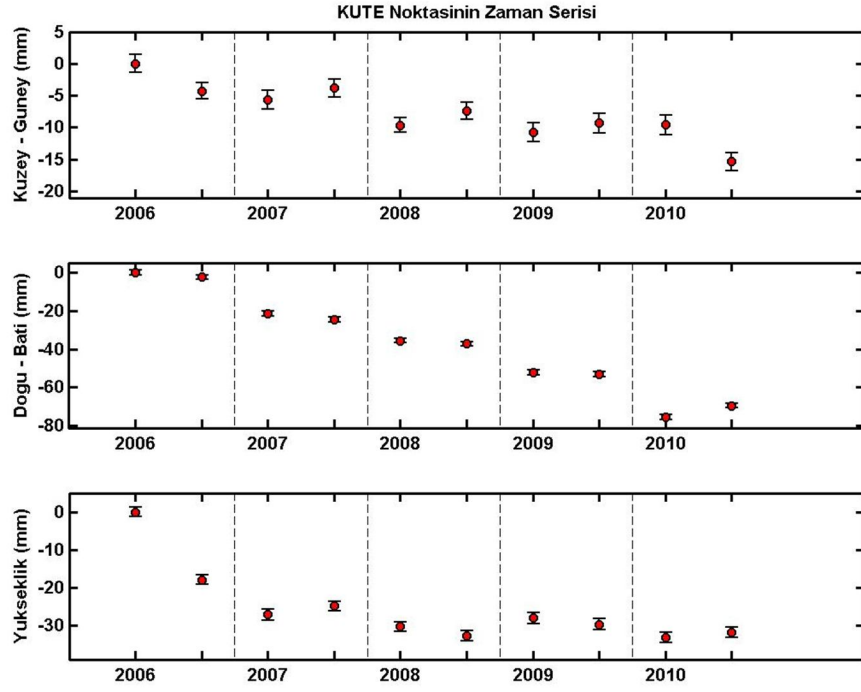 KUTE Noktasinin Zaman Serisi
Kuzey - Guney (mm)
5
0
-5
-10
-15
-20
2006 2007 2008 2009 2010
Dogu - Bati (mm)
0
-20
-40
-60
-80
2006 2007 2008 2009 2010
Yukseklik (mm)
0
-10
-20
-30
2006 2007 2008 2009 2010